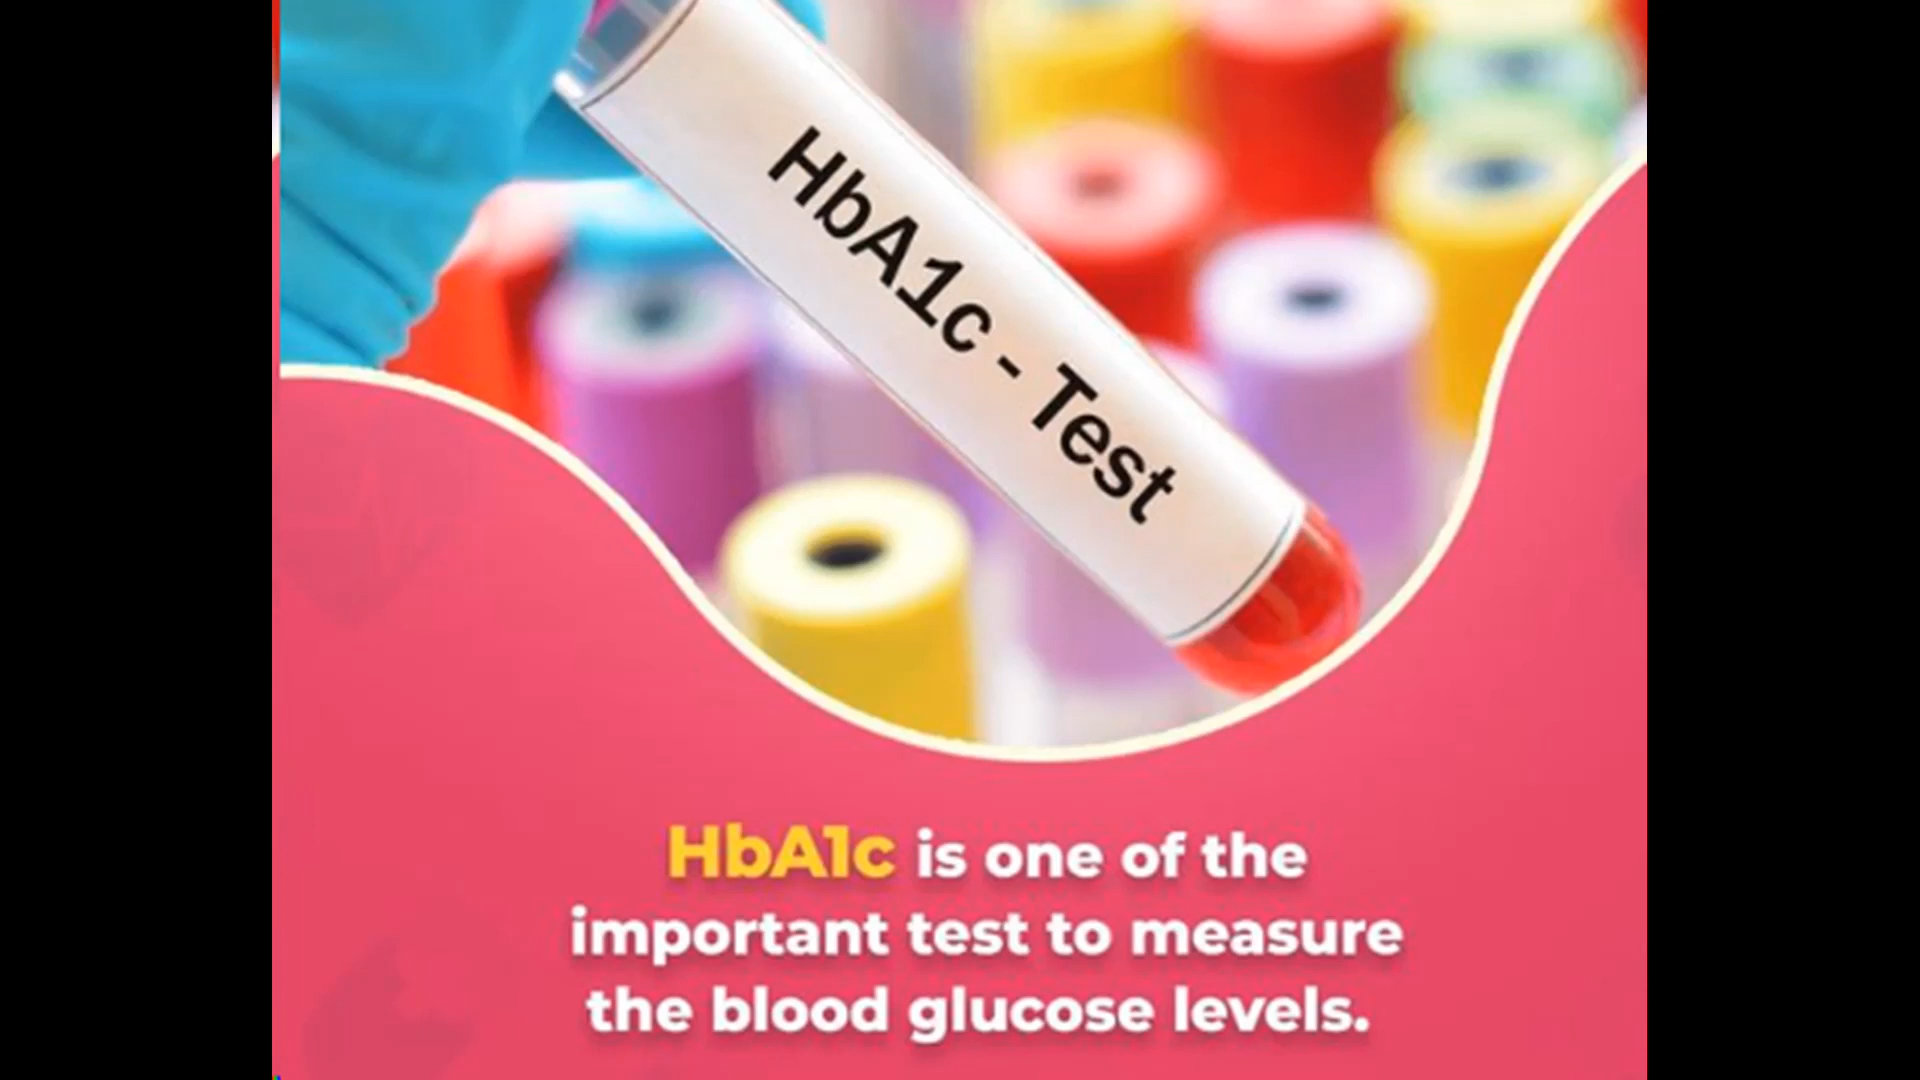 HbA1c - Test
HbA1c is one of the
important test to measure
the blood glucose levels.